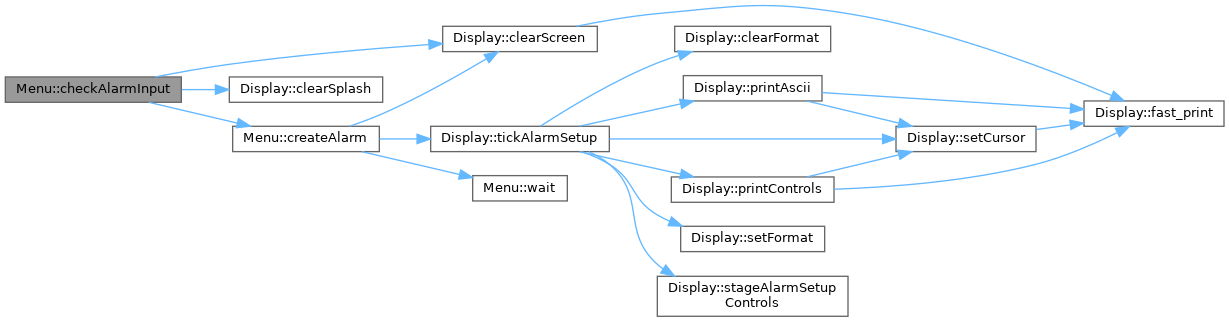 Menu::checkAlarmInput
Display::clearScreen
Display::clearSplash
Menu::createAlarm
Display::tickAlarmSetup
Menu::wait
Display::clearFormat
Display::printAscii
Display::setCursor
Display::printControls
Display::setFormat
Display::stageAlarmSetup
Controls
Display::fast_print